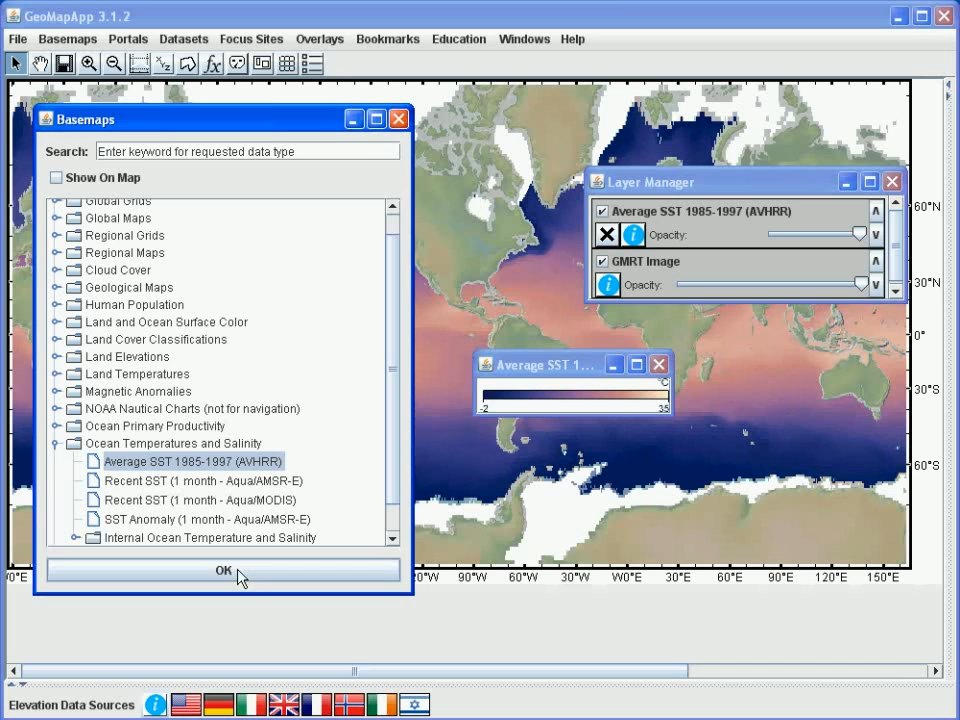 GeoMapApp 3.1.2
File Basemaps Portals Datasets Focus Sites Overlays Bookmarks Education Windows Help
Basemaps
Search: Enter keyword for requested data type
Show On Map
Global Grids
Global Maps
Regional Grids
Regional Maps
Cloud Cover
Geological Maps
Human Population
Land and Ocean Surface Color
Land Cover Classifications
Land Elevations
Land Temperatures
Magnetic Anomalies
NOAA Nautical Charts (not for navigation)
Ocean Primary Productivity
Ocean Temperatures and Salinity
Average SST 1985-1997 (AVHRR)
Recent SST (1 month - Aqua/AMSR-E)
Recent SST (1 month - Aqua/MODIS)
SST Anomaly (1 month - Aqua/AMSR-E)
Internal Ocean Temperature and Salinity
OK
Layer Manager
Average SST 1985-1997 (AVHRR)
Opacity:
GMRT Image
Opacity:
Average SST 1...
°C
-2 35
60°N
30°N
0°
30°S
60°S
90°W 60°W 30°W W0°E 30°E 60°E 90°E 120°E 150°E
Elevation Data Sources